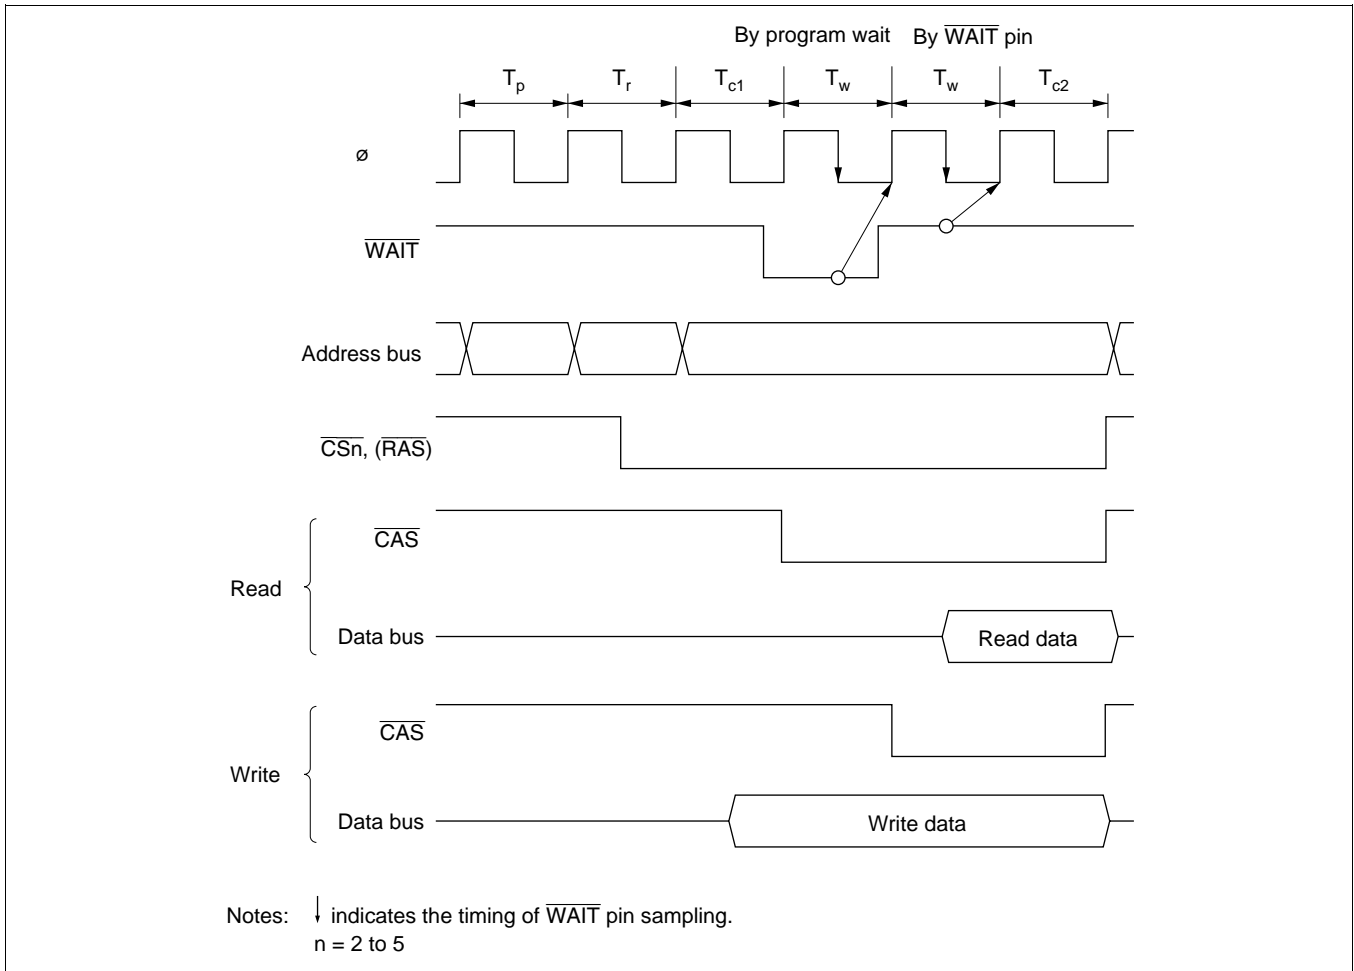 By program wait By WAIT pin
Tp Tr Tc1 Tw Tw Tc2
ø
WAIT
Address bus
CSn, (RAS)
CAS
Read
Data bus Read data
CAS
Write
Data bus Write data
Notes: ↓ indicates the timing of WAIT pin sampling.
n = 2 to 5